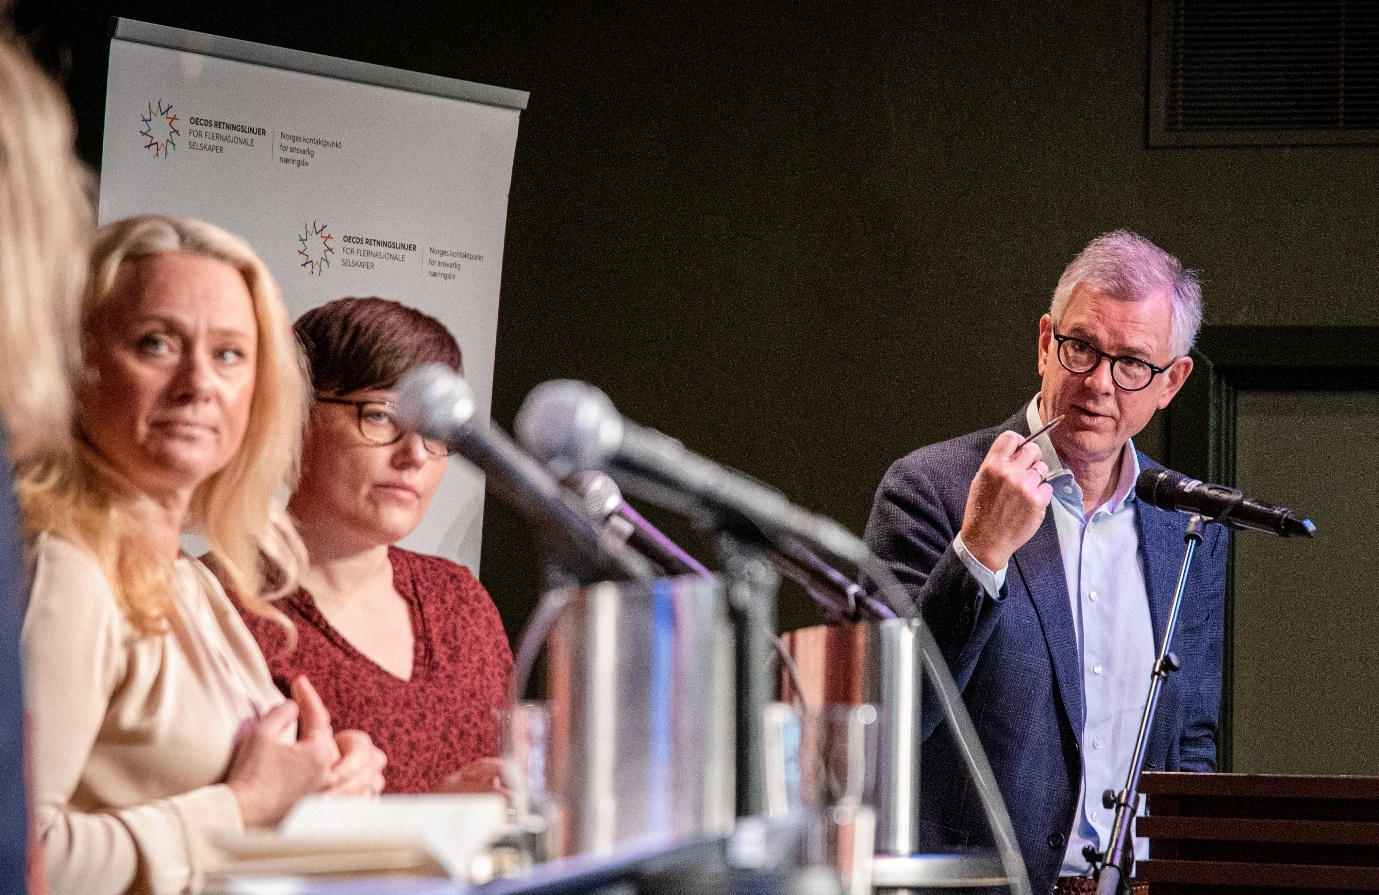 OECDS RETNINGSLINJER
FOR FLERNASJONALE
SELSKAPER
Norges kontaktpunkt
for ansvarlig
næringsliv
OECDS RETNINGSLINJER
FOR FLERNASJONALE
SELSKAPER
Norges kontaktpunkt
for ansvarlig
næringsliv